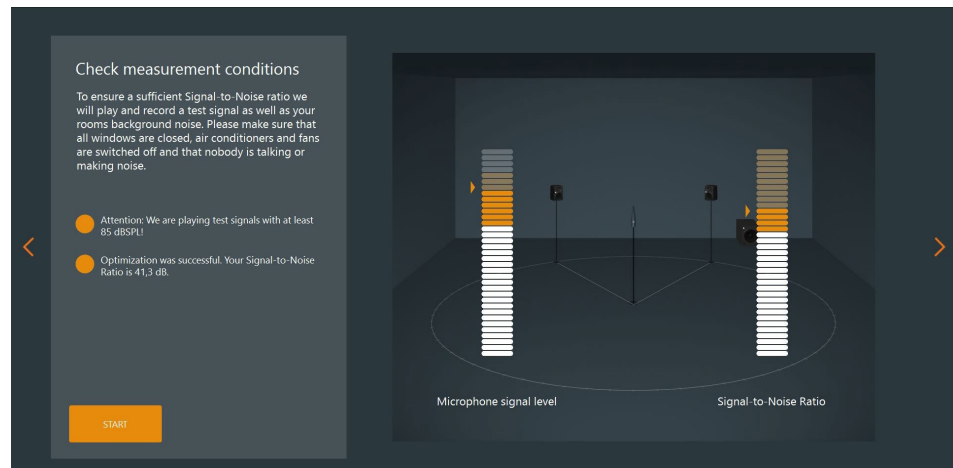 Check measurement conditions
To ensure a sufficient Signal-to-Noise ratio we
will play and record a test signal as well as your
rooms background noise. Please make sure that
all windows are closed, air conditioners and fans
are switched off and that nobody is talking or
making noise.
Attention: We are playing test signals with at least
85 dBSPL!
Optimization was successful. Your Signal-to-Noise
Ratio is 41,3 dB.
START
Microphone signal level
Signal-to-Noise Ratio